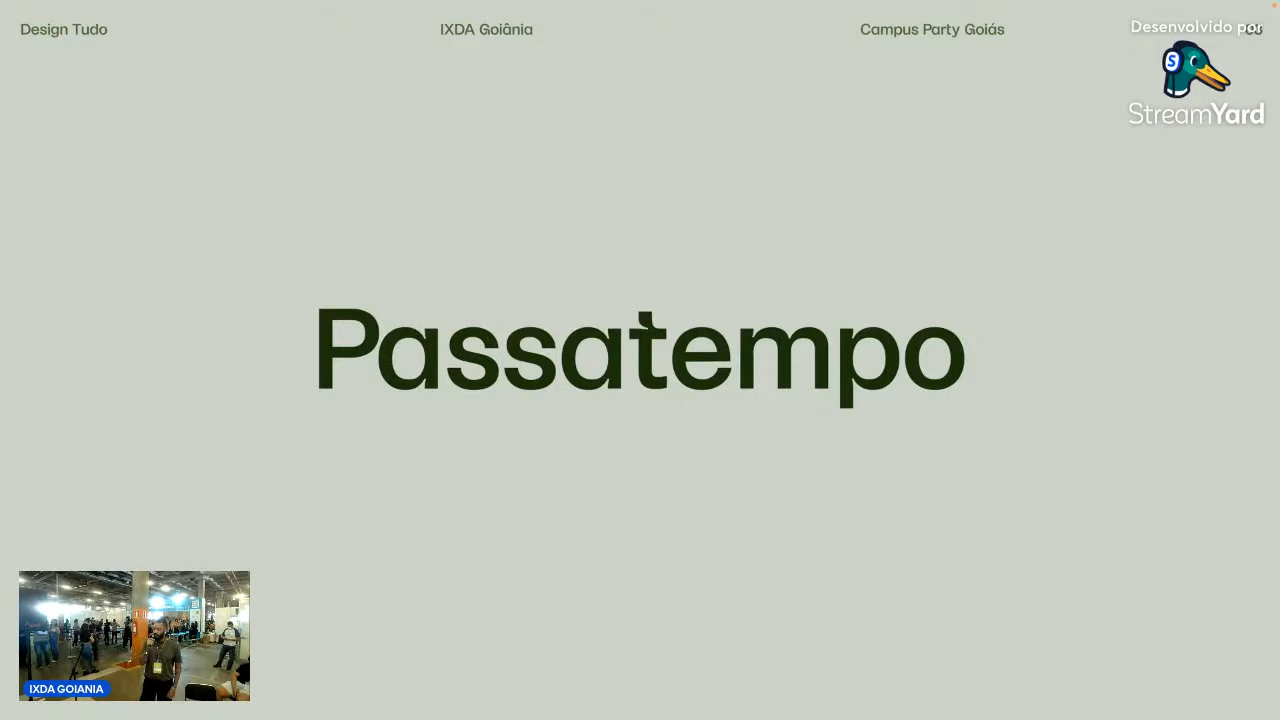 Design Tudo
IXDA Goiânia
Campus Party Goiás
Desenvolvido por
StreamYard
Passatempo
IXDA GOIANIA